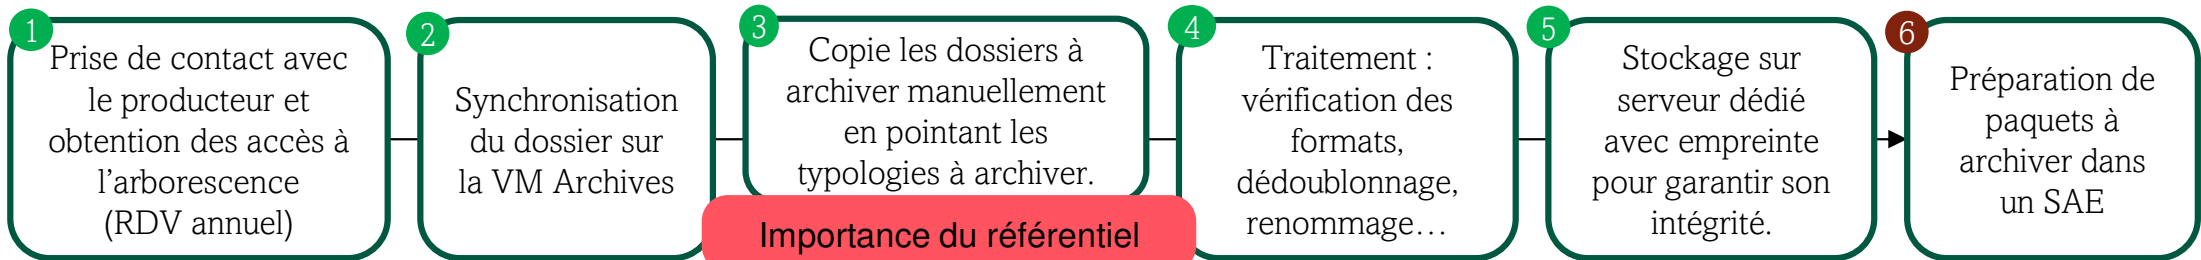 1
Prise de contact avec
le producteur et
obtention des accès à
l'arborescence
(RDV annuel)
2
Synchronisation
du dossier sur
la VM Archives
3
Copie les dossiers à
archiver manuellement
en pointant les
typologies à archiver.
Importance du référentiel
4
Traitement :
vérification des
formats,
dédoublonnage,
renommage…
5
Stockage sur
serveur dédié
avec empreinte
pour garantir son
intégrité.
6
Préparation de
paquets à
archiver dans
un SAE